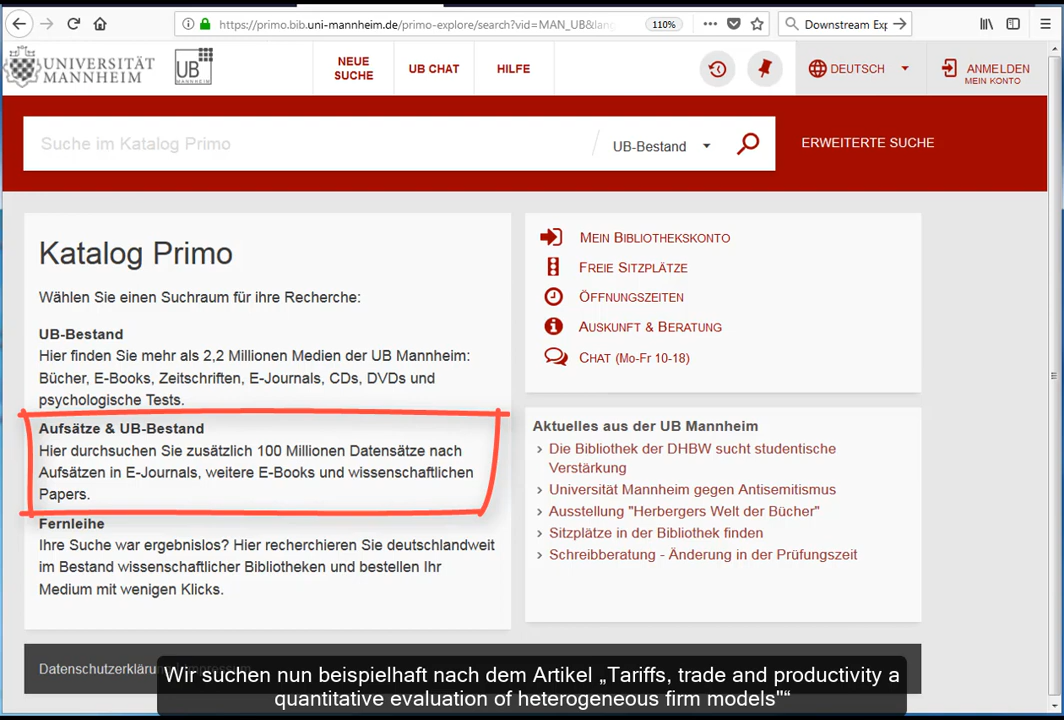 https://primo.bib.uni-mannheim.de/primo-explore/search?vid=MAN_UB&lan
110%
Downstream Exp
UNIVERSITÄT
MANNHEIM
UB
MANNHEIM
NEUE
SUCHE
UB CHAT
HILFE
DEUTSCH
ANMELDEN
MEIN KONTO
Suche im Katalog Primo
UB-Bestand
ERWEITERTE SUCHE
Katalog Primo
Wählen Sie einen Suchraum für ihre Recherche:
UB-Bestand
Hier finden Sie mehr als 2,2 Millionen Medien der UB Mannheim:
Bücher, E-Books, Zeitschriften, E-Journals, CDs, DVDs und
psychologische Tests.
Aufsätze & UB-Bestand
Hier durchsuchen Sie zusätzlich 100 Millionen Datensätze nach
Aufsätzen in E-Journals, weitere E-Books und wissenschaftlichen
Papers.
Fernleihe
Ihre Suche war ergebnislos? Hier recherchieren Sie deutschlandweit
im Bestand wissenschaftlicher Bibliotheken und bestellen Ihr
Medium mit wenigen Klicks.
MEIN BIBLIOTHEKSKONTO
FREIE SITZPLÄTZE
ÖFFNUNGSZEITEN
AUSKUNFT & BERATUNG
CHAT (MO-FR 10-18)
Aktuelles aus der UB Mannheim
Die Bibliothek der DHBW sucht studentische
Verstärkung
Universität Mannheim gegen Antisemitismus
Ausstellung "Herbergers Welt der Bücher"
Sitzplätze in der Bibliothek finden
Schreibberatung - Änderung in der Prüfungszeit
Datenschutzerklärung Impressum
Wir suchen nun beispielhaft nach dem Artikel „Tariffs, trade and productivity a
quantitative evaluation of heterogeneous firm models"“